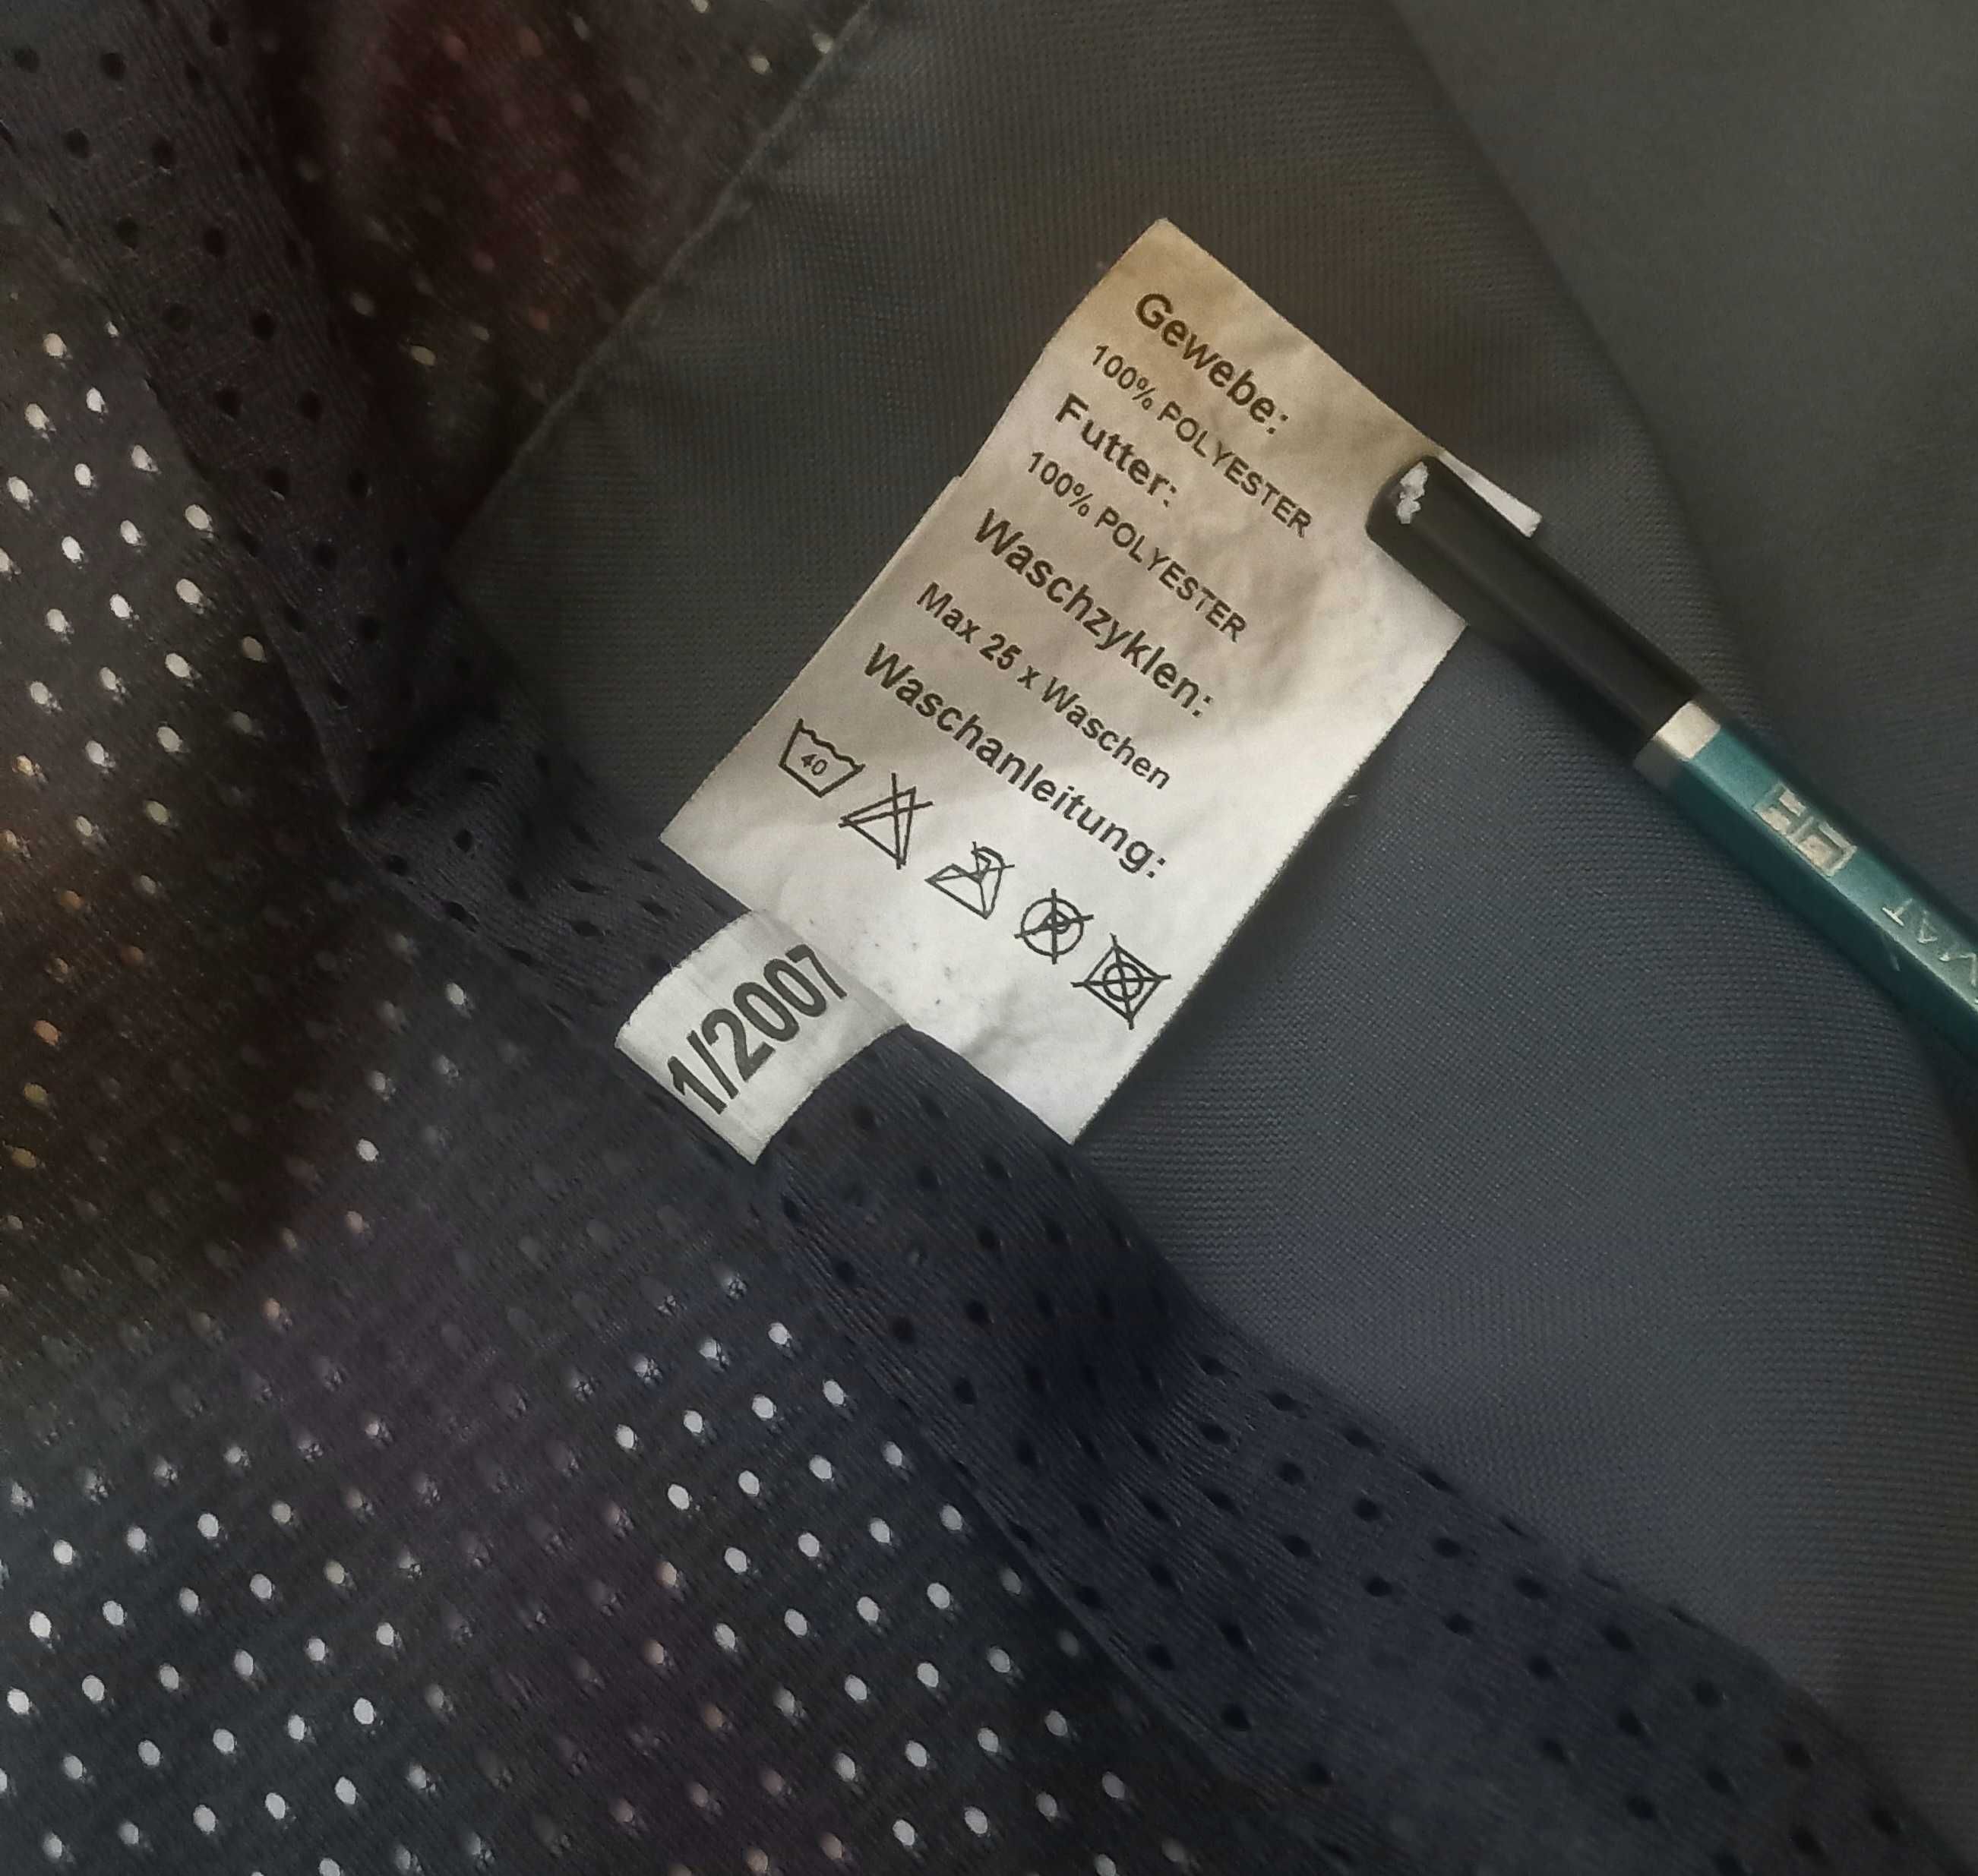 Gewebe:
100% POLYESTER
Futter:
100% POLYESTER
Waschzyklen:
Max 25 x Waschen
Waschanleitung:
40
P
1/2007